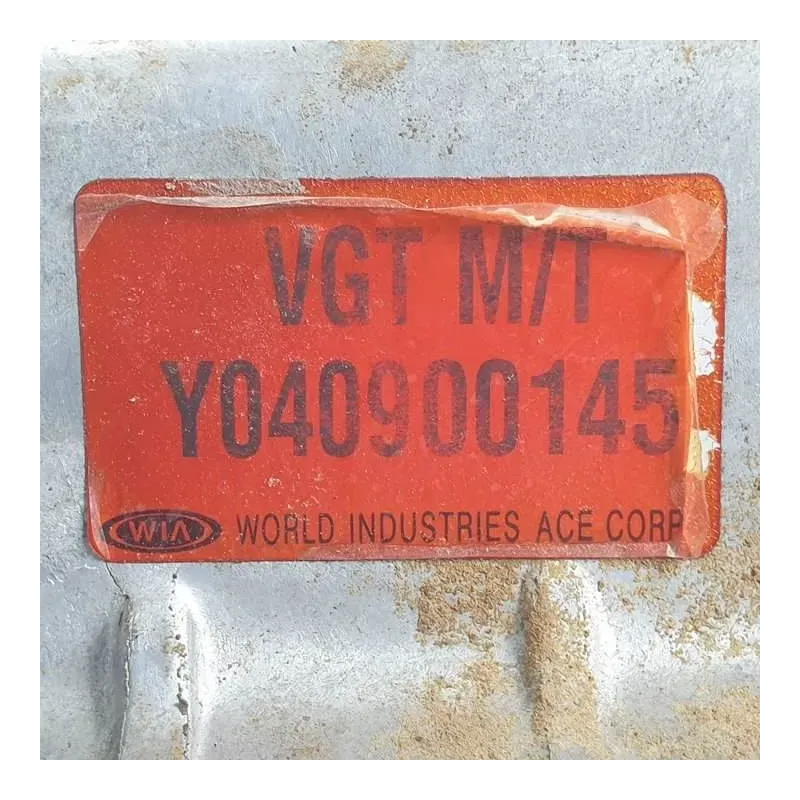 VGT M/T
Y040900145
WIA WORLD INDUSTRIES ACE CORP